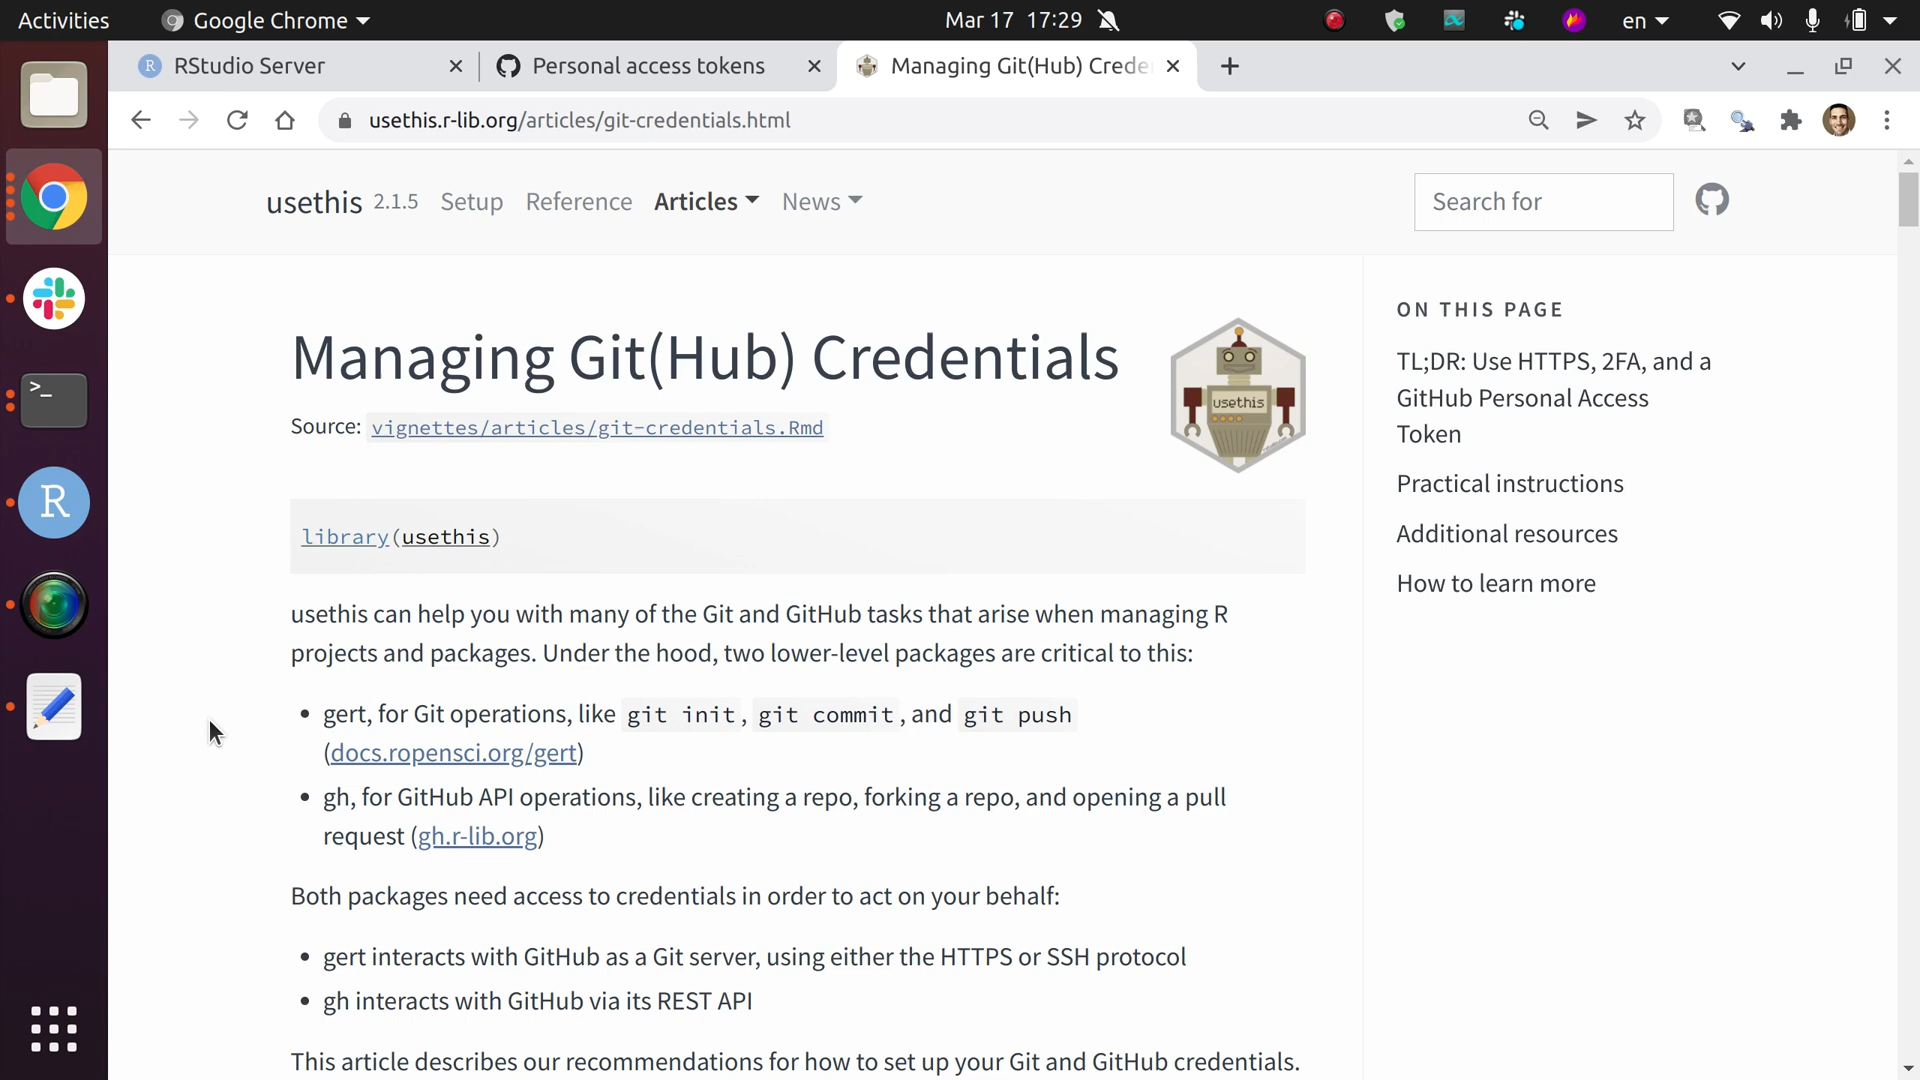 Activities Google Chrome Mar 17 17:29 en
RStudio Server Personal access tokens Managing Git(Hub) Crede
usethis.r-lib.org/articles/git-credentials.html
usethis 2.1.5 Setup Reference Articles News Search for
Managing Git(Hub) Credentials
Source: vignettes/articles/git-credentials.Rmd
usethis
library(usethis)
usethis can help you with many of the Git and GitHub tasks that arise when managing R
projects and packages. Under the hood, two lower-level packages are critical to this:
• gert, for Git operations, like git init, git commit, and git push
(docs.ropensci.org/gert)
• gh, for GitHub API operations, like creating a repo, forking a repo, and opening a pull
request (gh.r-lib.org)
Both packages need access to credentials in order to act on your behalf:
• gert interacts with GitHub as a Git server, using either the HTTPS or SSH protocol
• gh interacts with GitHub via its REST API
This article describes our recommendations for how to set up your Git and GitHub credentials.
ON THIS PAGE
TL;DR: Use HTTPS, 2FA, and a
GitHub Personal Access
Token
Practical instructions
Additional resources
How to learn more
>_
R